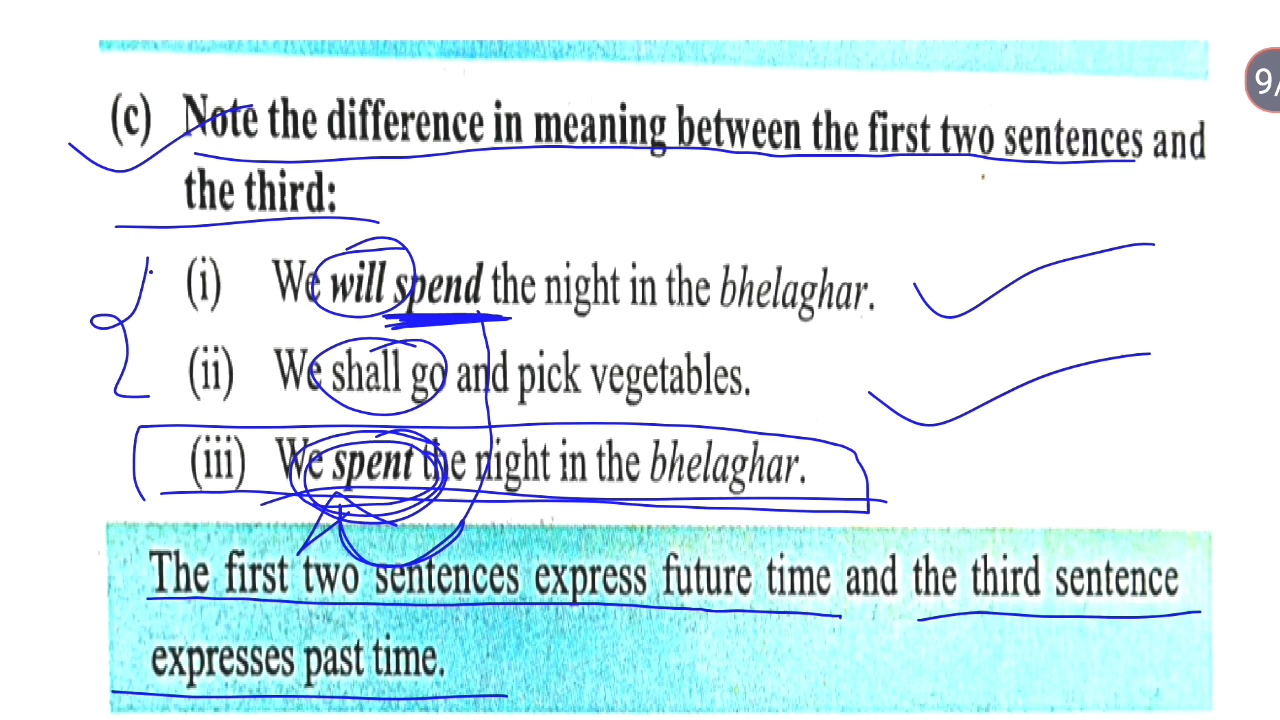 9/
(c) Note the difference in meaning between the first two sentences and
the third:
(i) We will spend the night in the bhelaghar.
(ii) We shall go and pick vegetables.
(iii) We spent the night in the bhelaghar.
The first two sentences express future time and the third sentence
expresses past time.